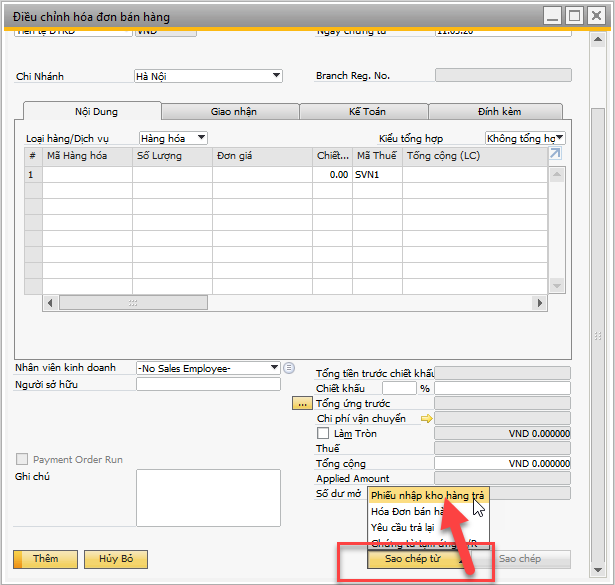 Điều chỉnh hóa đơn bán hàng
Tiền tệ DTKD VND Ngày chứng từ 11.03.20
Chi Nhánh Hà Nội Branch Reg. No.
Nội Dung Giao nhận Kế Toán Đính kèm
Loại hàng/Dịch vụ Hàng hóa Kiểu tổng hợp Không tổng hợ
# Mã Hàng hóa Số Lượng Đơn giá Chiết... Mã Thuế Tổng cộng (LC)
1 0.00 SVN1
Nhân viên kinh doanh -No Sales Employee-
Người sở hữu
Tổng tiền trước chiết khấu
Chiết khấu %
... Tổng ứng trước
Chi phí vận chuyển
Làm Tròn VND 0.000000
Thuế
Payment Order Run
Tổng cộng VND 0.000000
Ghi chú
Applied Amount
Số dư mở
Phiếu nhập kho hàng trả
Hóa Đơn bán hà
Yêu cầu trả lại
Chứng từ tạm ứng A/R
Thêm Hủy Bỏ Sao chép từ Sao chép